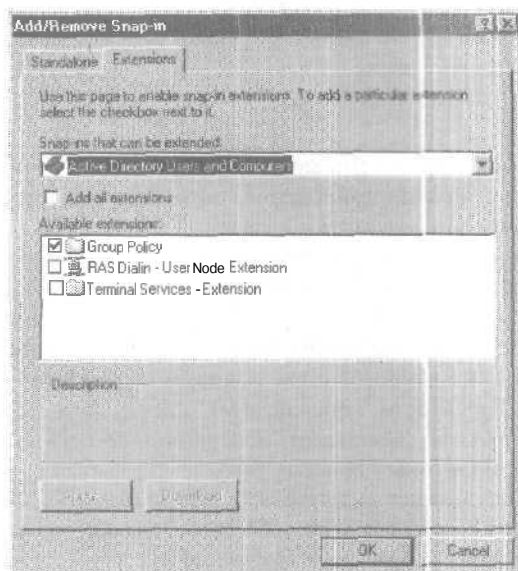 Add/Remove Snap-in
Standalone Extensions
Use this page to enable snap-in extensions. To add a particular extension
select the checkbox next to it.
Snap-ins that can be extended:
Active Directory Users and Computers
Add all extensions
Available extensions:
Group Policy
RAS Dialin - User Node Extension
Terminal Services - Extension
Description
Download
OK Cancel